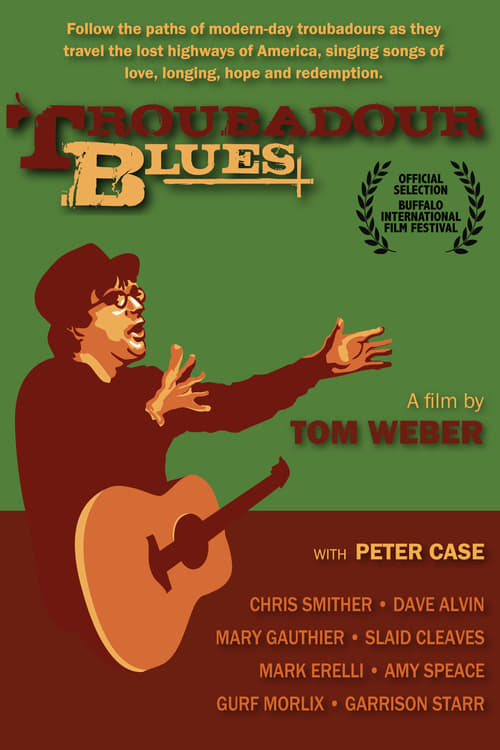 Follow the paths of modern-day troubadours as they
travel the lost highways of America, singing songs of
love, longing, hope and redemption.
TROUBADOUR
BLUES
OFFICIAL
SELECTION
BUFFALO
INTERNATIONAL
FILM FESTIVAL
A film by
TOM WEBER
WITH PETER CASE
CHRIS SMITHER • DAVE ALVIN
MARY GAUTHIER • SLAID CLEAVES
MARK ERELLI • AMY SPEACE
GURF MORLIX • GARRISON STARR